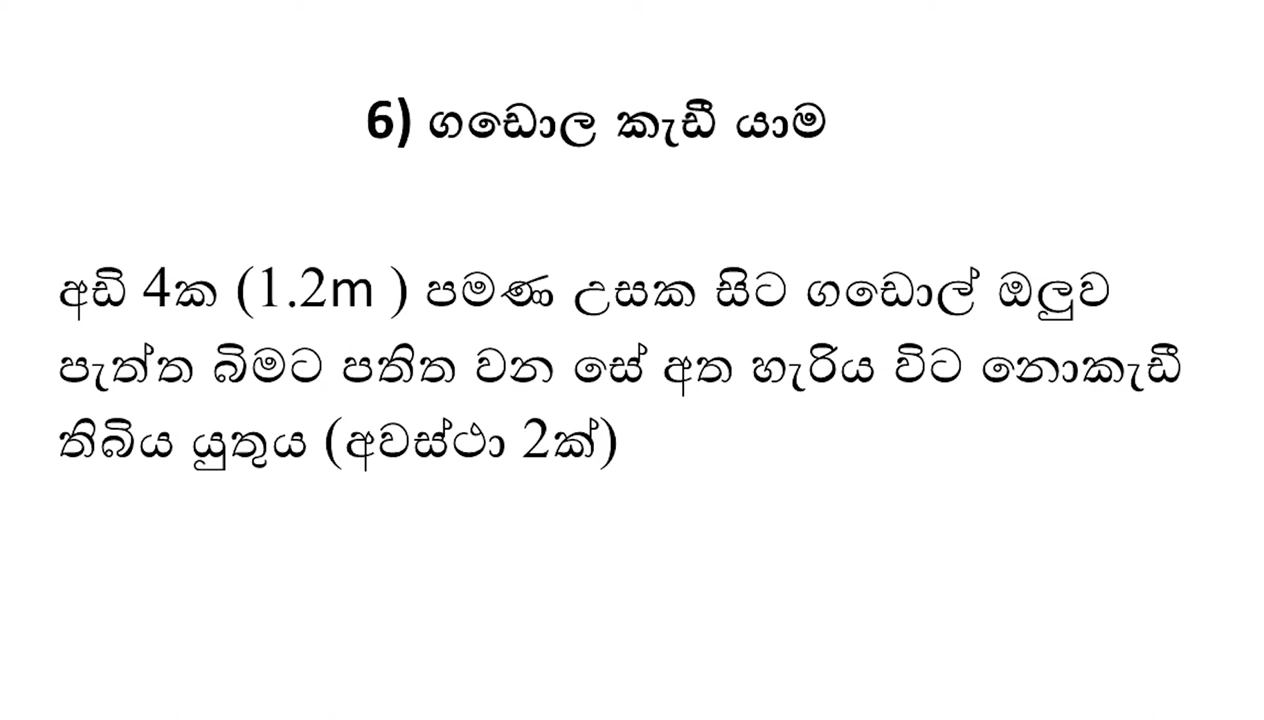 6) ගඩොල කැඩී යාම
අඩි 4ක (1.2m ) පමණ උසක සිට ගඩොල් ඔලුව
පැත්ත බිමට පතිත වන සේ අත හැරිය විට නොකැඩී
තිබිය යුතුය (අවස්ථා 2ක්)